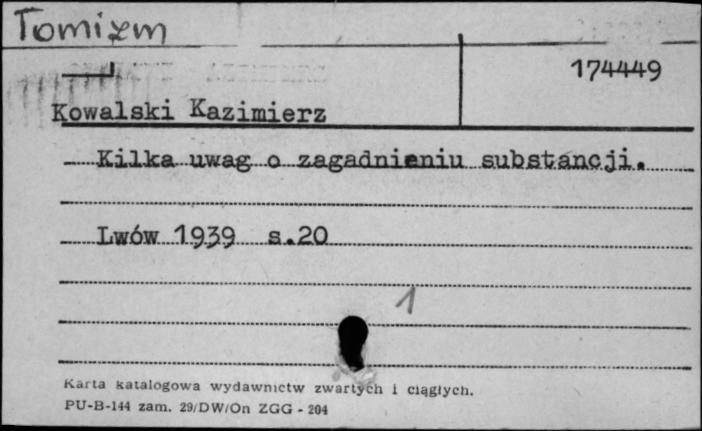 Tomizm
174449
Kowalski Kazimierz
Kilka uwag o zagadnieniu substancji.
Lwów 1939 s.20
1
Karta katalogowa wydawnictw zwartych i ciągłych.
PU-B-144 zam. 29/DW/On ZGG - 204